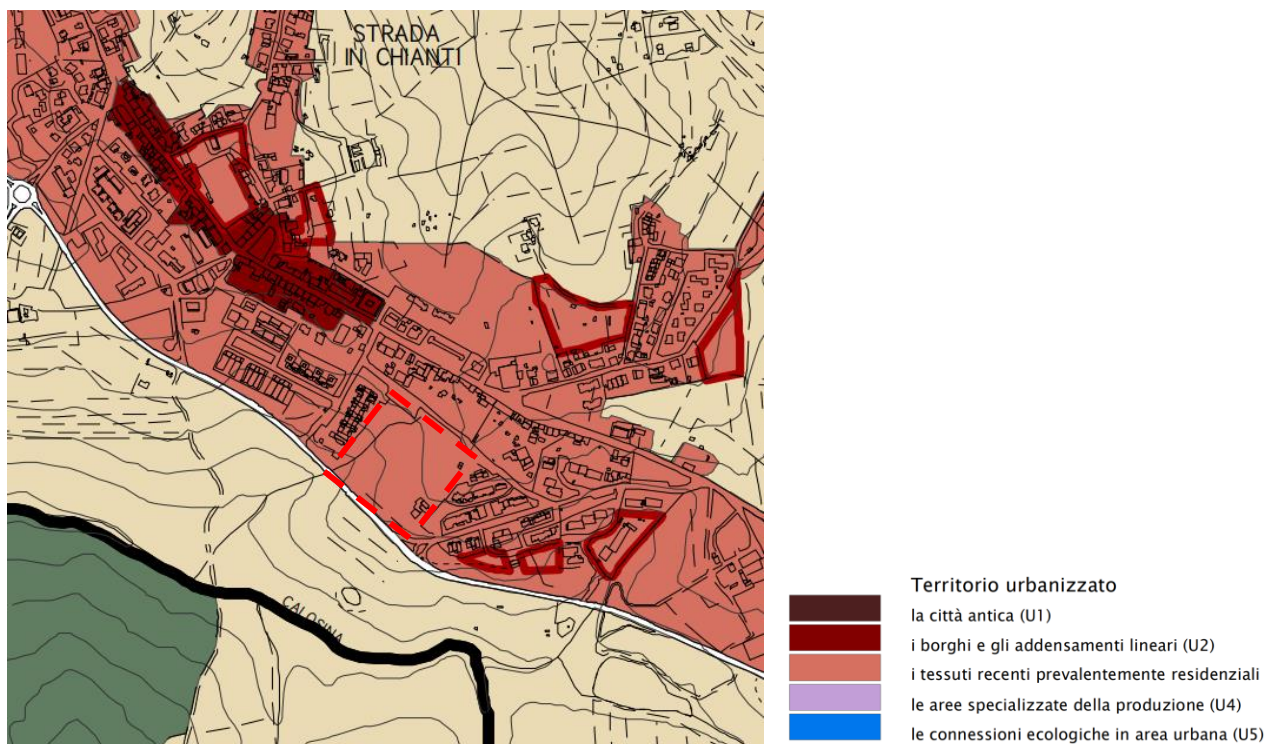 STRADA
IN CHIANTI
CALOSINA
Territorio urbanizzato
la città antica (U1)
i borghi e gli addensamenti lineari (U2)
i tessuti recenti prevalentemente residenziali
le aree specializzate della produzione (U4)
le connessioni ecologiche in area urbana (U5)